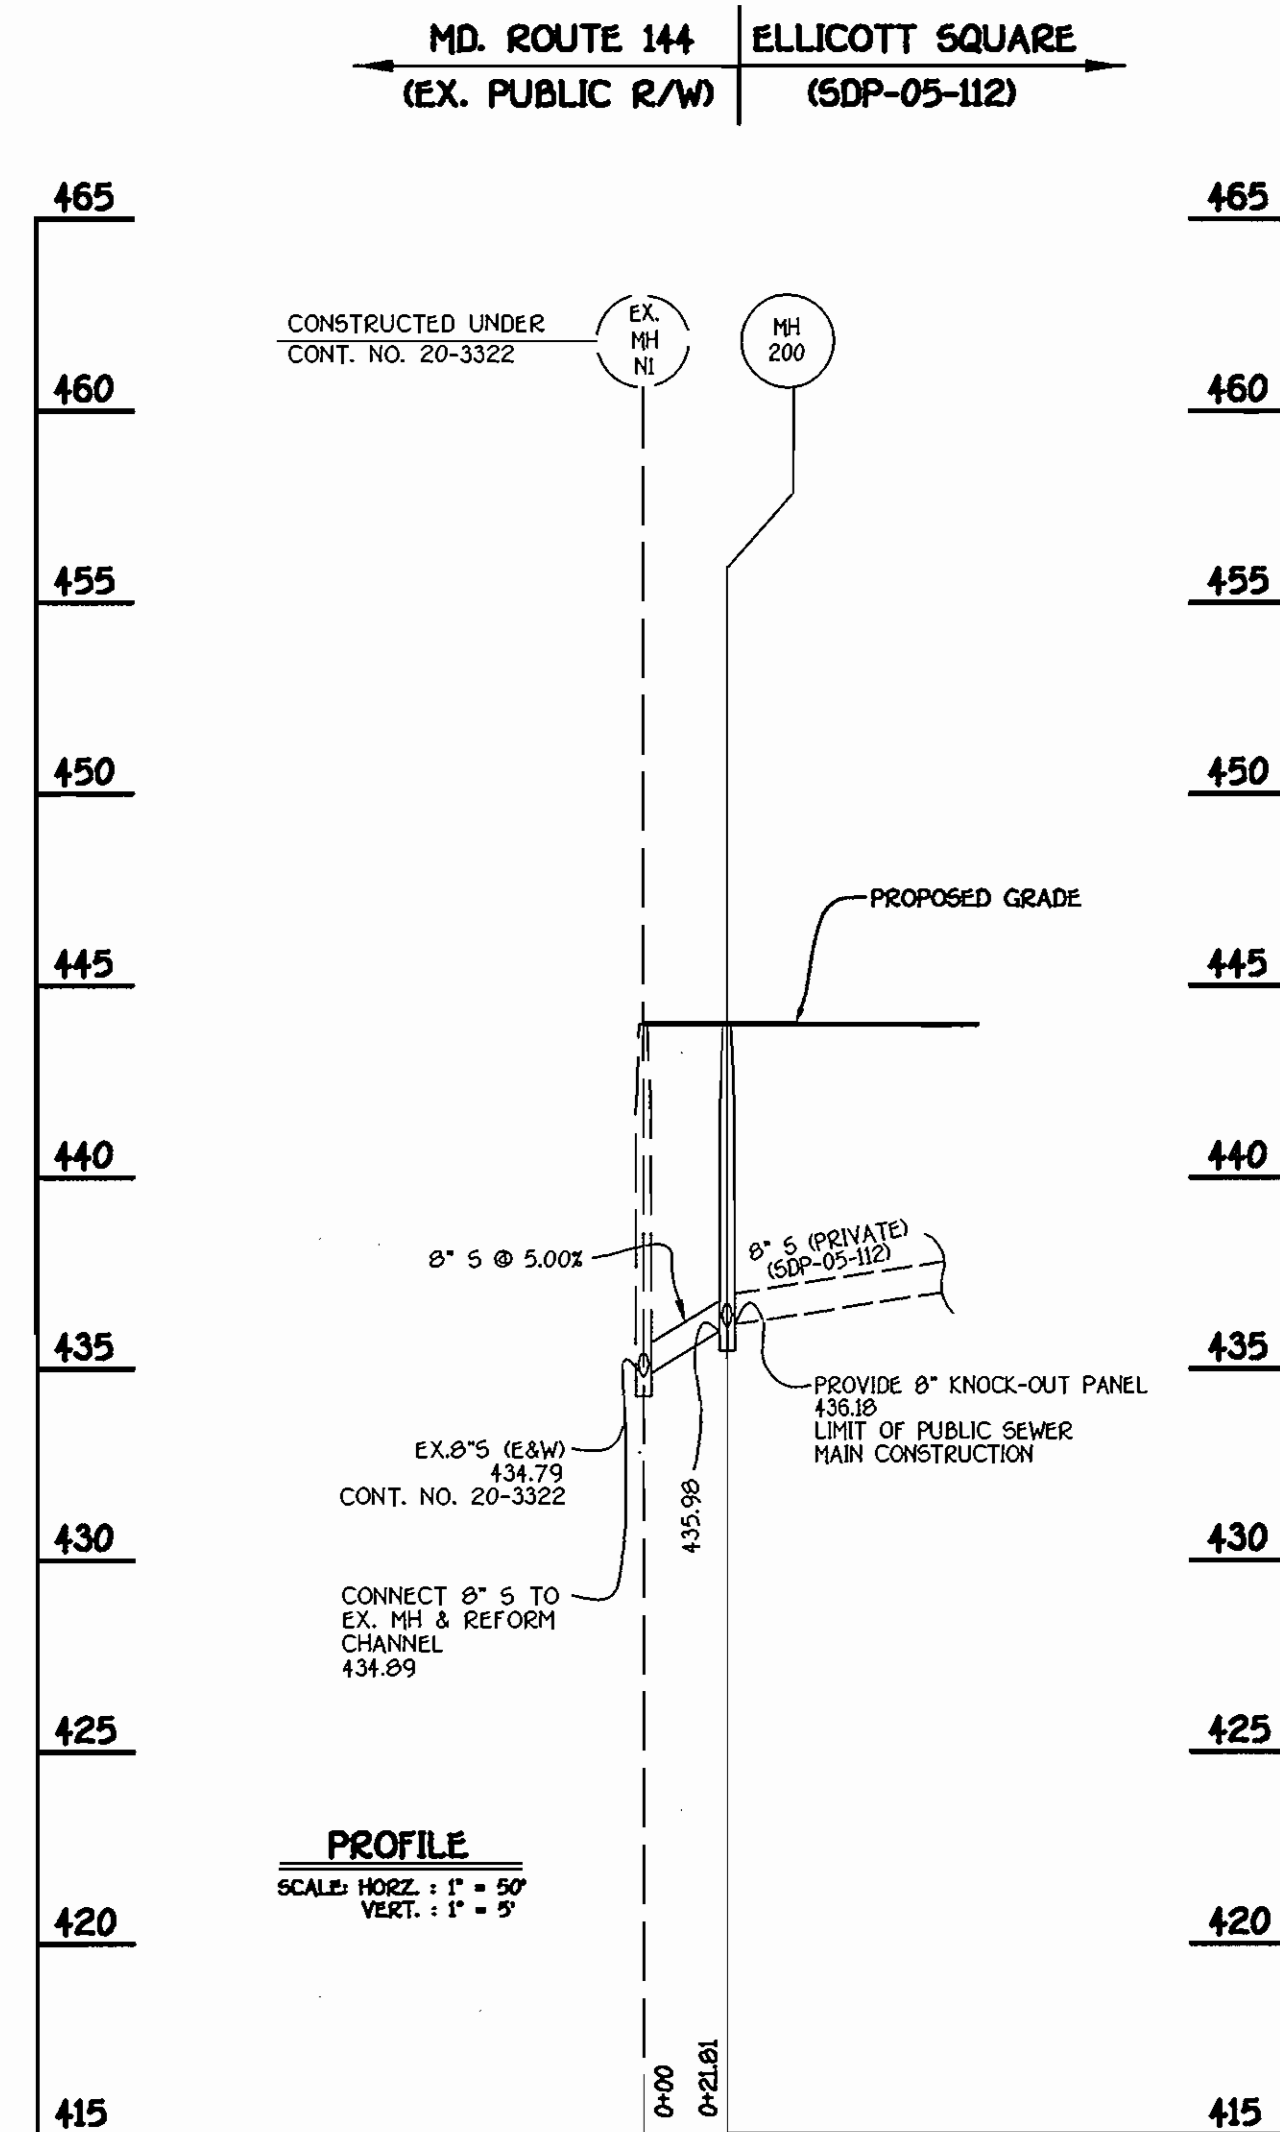 MD. ROUTE 144
(EX. PUBLIC R/W)
ELLICOTT SQUARE
(SDP-05-112)
465
465
CONSTRUCTED UNDER
CONT. NO. 20-3322
EX.
MH
N1
MH
200
460
460
455
455
450
450
PROPOSED GRADE
445
445
440
440
8" S @ 5.00%
8" S (PRIVATE)
(SDP-05-112)
435
435
PROVIDE 8" KNOCK-OUT PANEL
436.18
LIMIT OF PUBLIC SEWER
MAIN CONSTRUCTION
EX.8"S (E&W)
434.79
CONT. NO. 20-3322
435.98
430
430
CONNECT 8" S TO
EX. MH & REFORM
CHANNEL
434.89
425
425
PROFILE
SCALE: HORZ. : 1" = 50'
VERT. : 1" = 5'
420
420
0+00
0+21.81
415
415